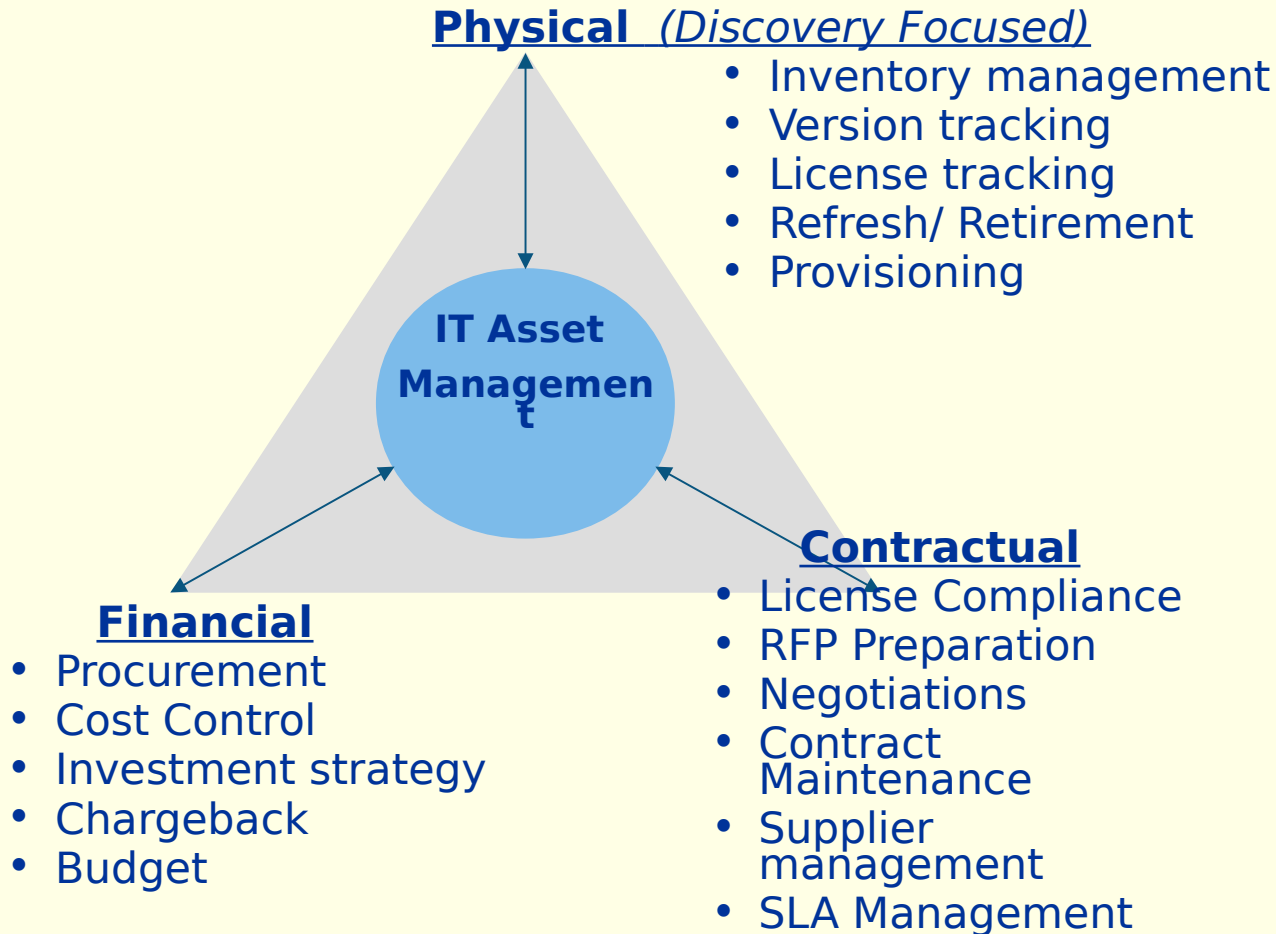 Physical (Discovery Focused)
• Inventory management
• Version tracking
• License tracking
• Refresh/ Retirement
• Provisioning
IT Asset
Managemen
t
Contractual
• License Compliance
• RFP Preparation
• Negotiations
• Contract
Maintenance
• Supplier
management
• SLA Management
Financial
• Procurement
• Cost Control
• Investment strategy
• Chargeback
• Budget